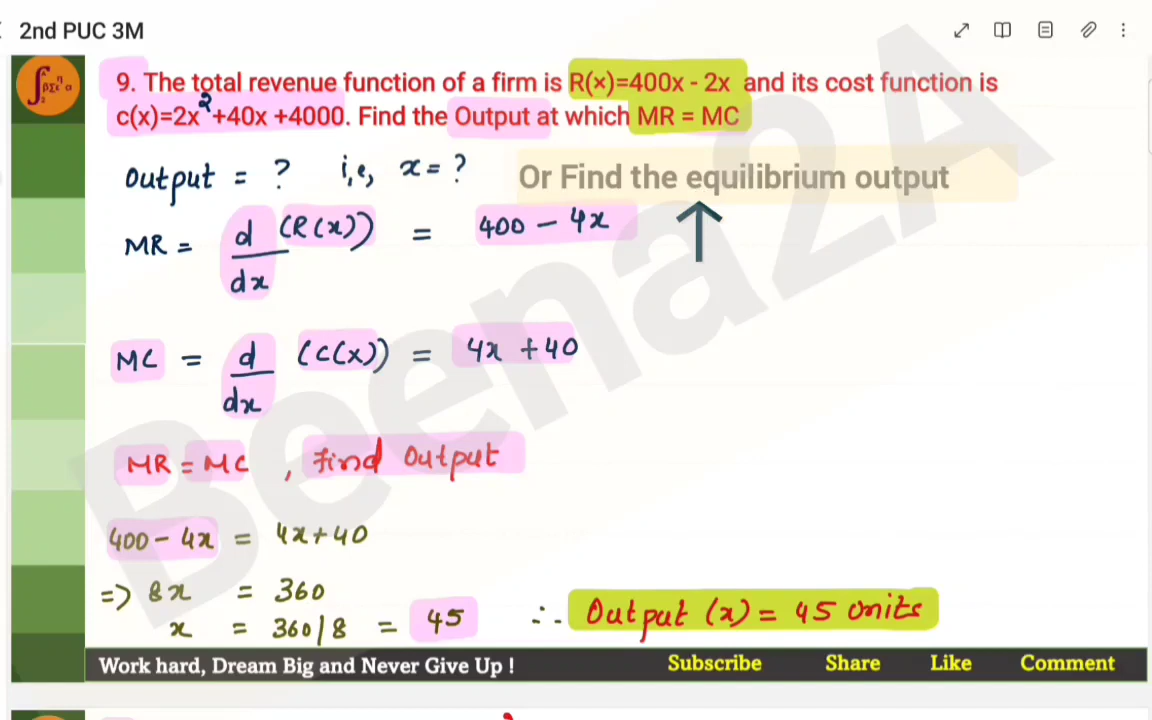 2nd PUC 3M
9. The total revenue function of a firm is R(x)=400x - 2x and its cost function is
c(x)=2x²+40x +4000. Find the Output at which MR = MC
Output = ? i,e, x = ?
Or Find the equilibrium output
MR = d/dx (R(x)) = 400 - 4x
MC = d/dx (C(x)) = 4x + 40
MR = MC , Find Output
400 - 4x = 4x + 40
=> 8x = 360
x = 360/8 = 45
∴ Output (x) = 45 units
Work hard, Dream Big and Never Give Up !
Subscribe Share Like Comment
Beena2A